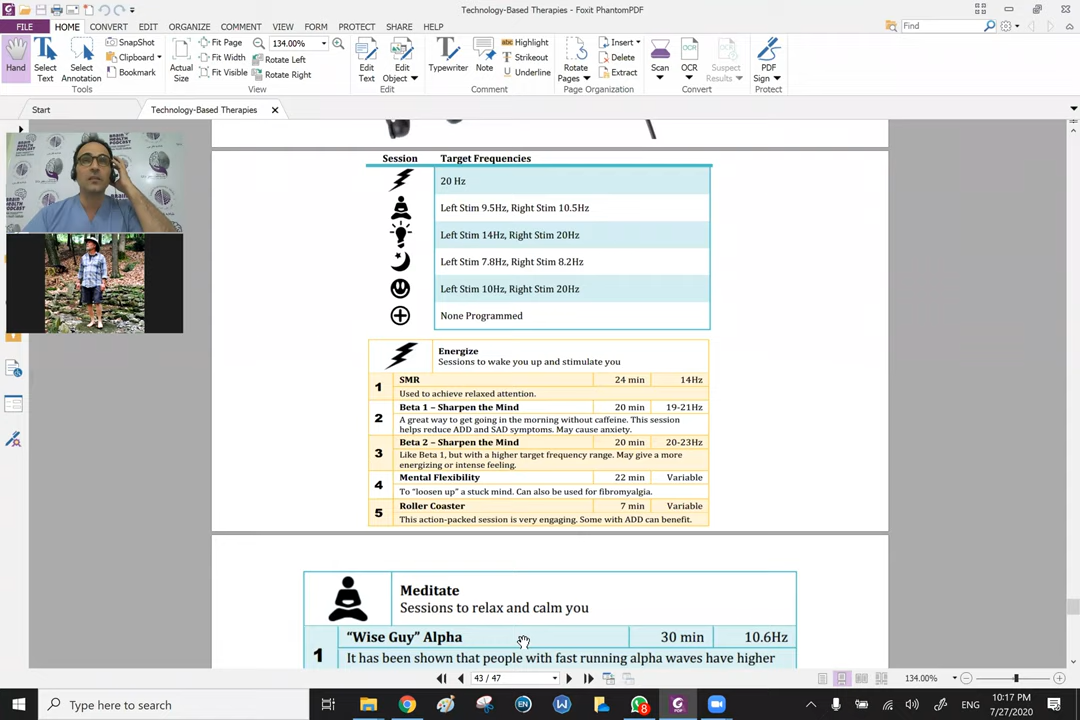 Technology-Based Therapies - Foxit PhantomPDF
FILE HOME CONVERT EDIT ORGANIZE COMMENT VIEW FORM PROTECT SHARE HELP
Find
Hand
Select Text
Select Annotation
SnapShot
Clipboard
Bookmark
Tools
Actual Size
Fit Page
Fit Width
Fit Visible
134.00%
Rotate Left
Rotate Right
View
Edit Text
Edit Object
Edit
Typewriter
Note
Highlight
Strikeout
Underline
Comment
Rotate Pages
Insert
Delete
Extract
Page Organization
Scan
OCR
Suspect Results
Convert
PDF Sign
Protect
Start
Technology-Based Therapies
BRAIN HEALTH PODCAST
Session Target Frequencies
20 Hz
Left Stim 9.5Hz, Right Stim 10.5Hz
Left Stim 14Hz, Right Stim 20Hz
Left Stim 7.8Hz, Right Stim 8.2Hz
Left Stim 10Hz, Right Stim 20Hz
None Programmed
Energize
Sessions to wake you up and stimulate you
1 SMR 24 min 14Hz
Used to achieve relaxed attention.
2 Beta 1 – Sharpen the Mind 20 min 19-21Hz
A great way to get going in the morning without caffeine. This session
helps reduce ADD and SAD symptoms. May cause anxiety.
3 Beta 2 – Sharpen the Mind 20 min 20-23Hz
Like Beta 1, but with a higher target frequency range. May give a more
energizing or intense feeling.
4 Mental Flexibility 22 min Variable
To "loosen up" a stuck mind. Can also be used for fibromyalgia.
5 Roller Coaster 7 min Variable
This action-packed session is very engaging. Some with ADD can benefit.
Meditate
Sessions to relax and calm you
1 "Wise Guy" Alpha 30 min 10.6Hz
It has been shown that people with fast running alpha waves have higher
43 / 47
134.00%
Type here to search
EN
W
8
ENG
10:17 PM
7/27/2020